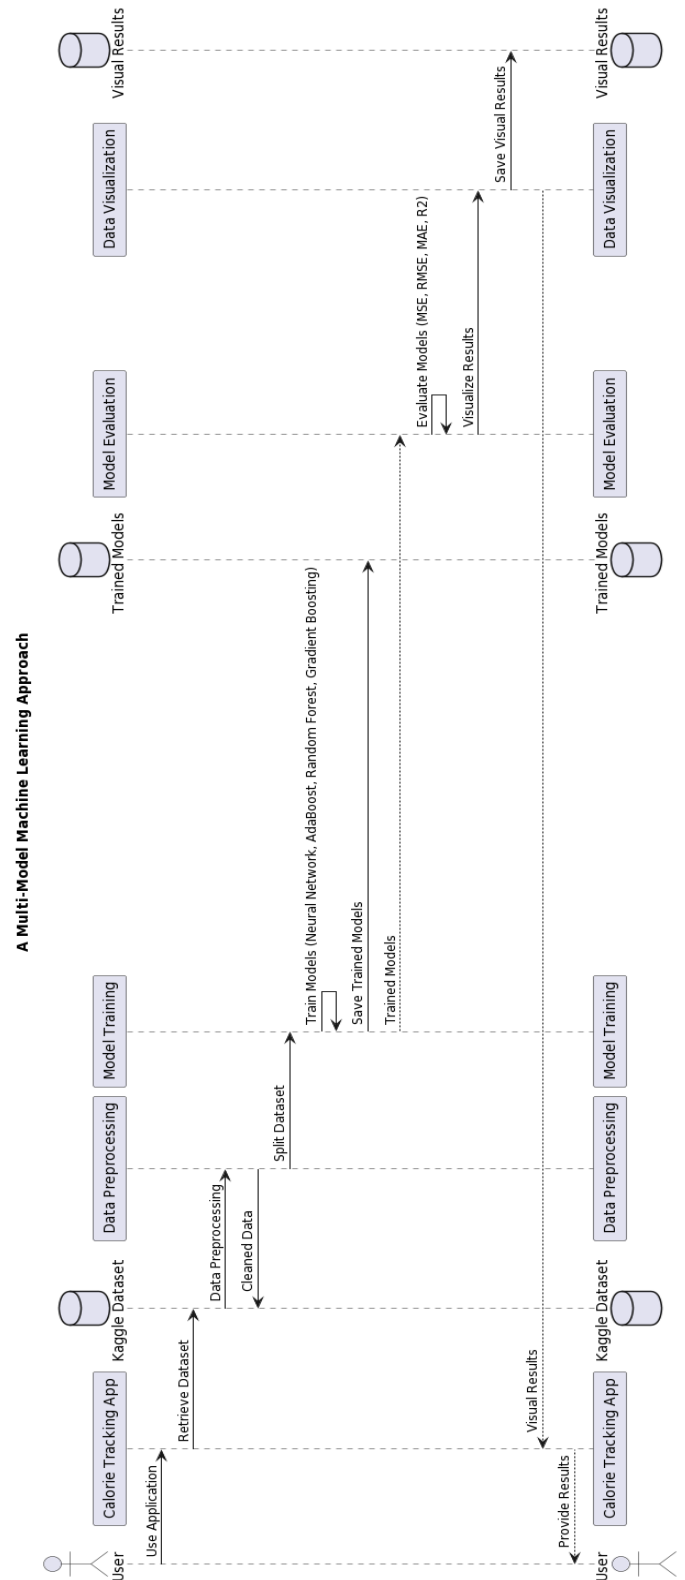 A Multi-Model Machine Learning Approach
User
Calorie Tracking App
Kaggle Dataset
Data Preprocessing
Model Training
Trained Models
Model Evaluation
Data Visualization
Visual Results
Use Application
Retrieve Dataset
Data Preprocessing
Cleaned Data
Split Dataset
Train Models (Neural Network, AdaBoost, Random Forest, Gradient Boosting)
Save Trained Models
Trained Models
Evaluate Models (MSE, RMSE, MAE, R2)
Visualize Results
Save Visual Results
Visual Results
Provide Results
User
Calorie Tracking App
Kaggle Dataset
Data Preprocessing
Model Training
Trained Models
Model Evaluation
Data Visualization
Visual Results